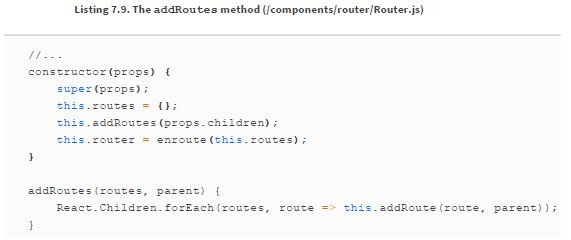 Listing 7.9. The addRoutes method (/components/router/Router.js)
//...
constructor(props) {
    super(props);
    this.routes = {};
    this.addRoutes(props.children);
    this.router = enroute(this.routes);
}
addRoutes(routes, parent) {
    React.Children.forEach(routes, route => this.addRoute(route, parent));
}